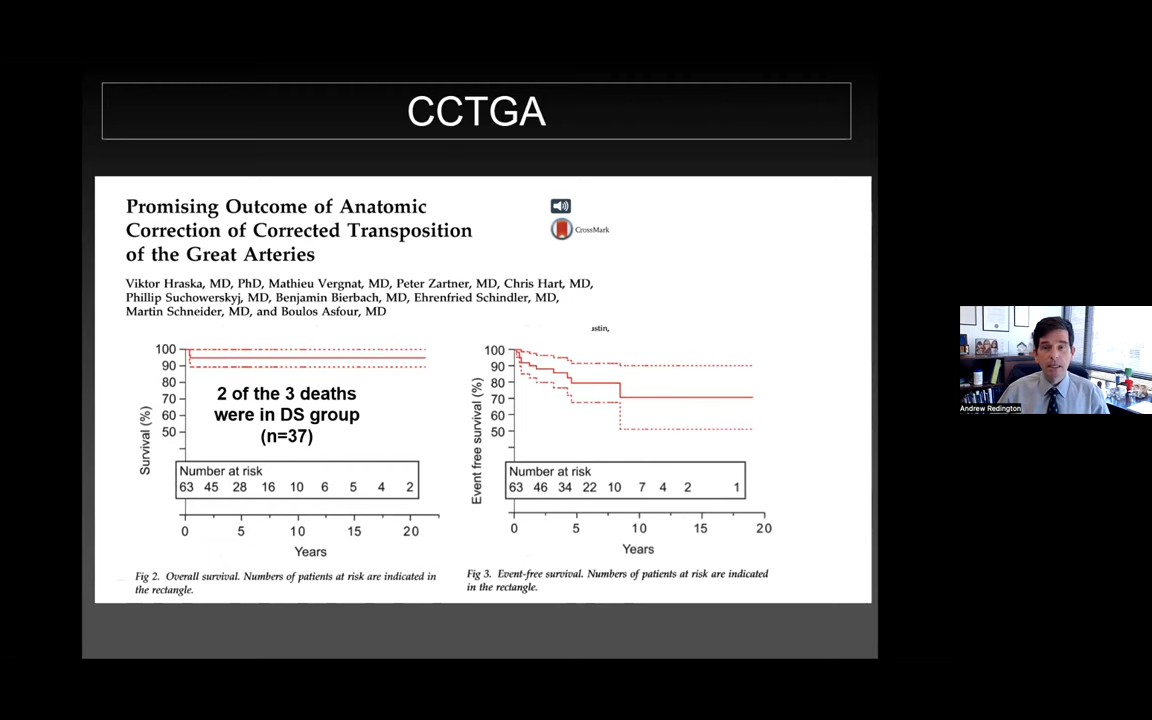 CCTGA
Promising Outcome of Anatomic
Correction of Corrected Transposition
of the Great Arteries
CrossMark
Viktor Hraska, MD, PhD, Mathieu Vergnat, MD, Peter Zartner, MD, Chris Hart, MD,
Phillip Suchowerskyj, MD, Benjamin Bierbach, MD, Ehrenfried Schindler, MD,
Martin Schneider, MD, and Boulos Asfour, MD
astin,
Survival (%)
100
90
80
70
60
50
2 of the 3 deaths
were in DS group
(n=37)
Number at risk
63 45 28 16 10 6 5 4 2
0 5 10 15 20
Years
Fig 2. Overall survival. Numbers of patients at risk are indicated in
the rectangle.
Event free survival (%)
100
90
80
70
60
50
Number at risk
63 46 34 22 10 7 4 2 1
0 5 10 15 20
Years
Fig 3. Event-free survival. Numbers of patients at risk are indicated
in the rectangle.
Andrew Redington